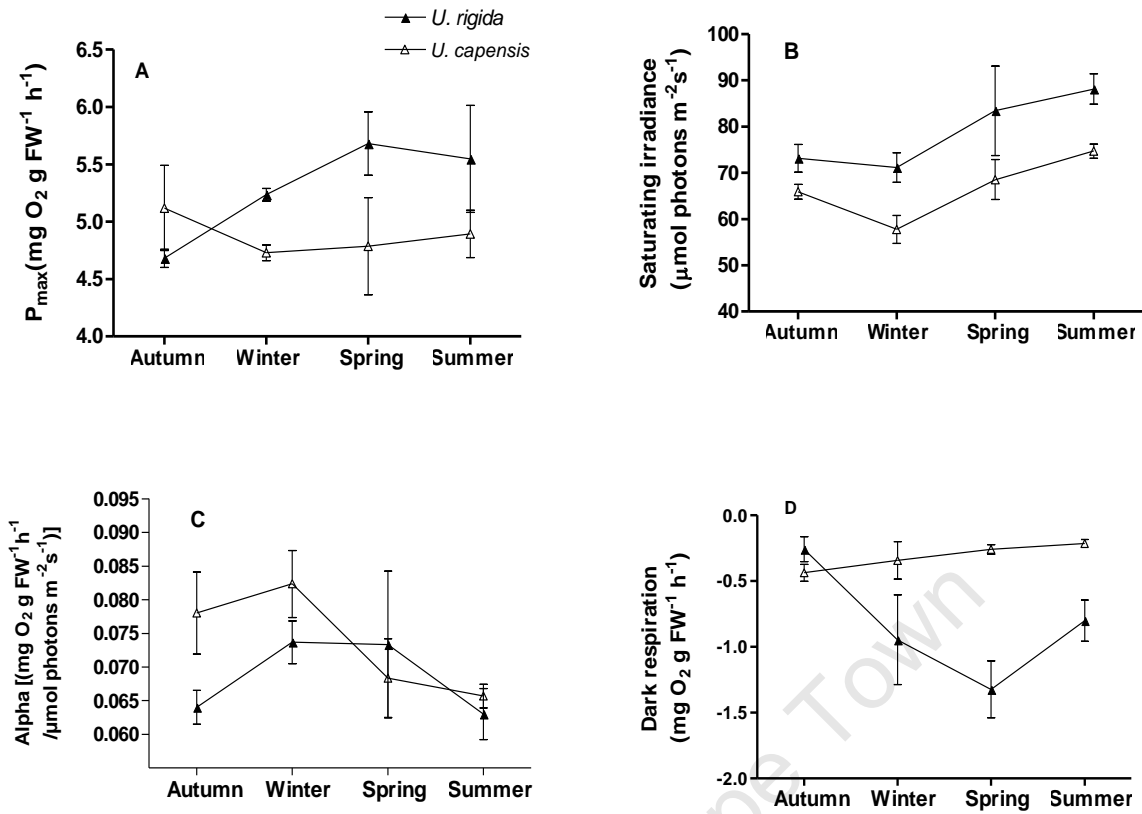 U. rigida
U. capensis
A
6.5
6.0
5.5
5.0
4.5
4.0
Pmax(mg O2 g FW-1 h-1)
Autumn Winter Spring Summer
B
100
90
80
70
60
50
40
Saturating irradiance
(μmol photons m-2s-1)
Autumn Winter Spring Summer
C
0.095
0.090
0.085
0.080
0.075
0.070
0.065
0.060
Alpha [(mg O2 g FW-1h-1
/μmol photons m-2s-1)]
Autumn Winter Spring Summer
D
0.0
-0.5
-1.0
-1.5
-2.0
Dark respiration
(mg O2 g FW-1 h-1)
Autumn Winter Spring Summer
Town